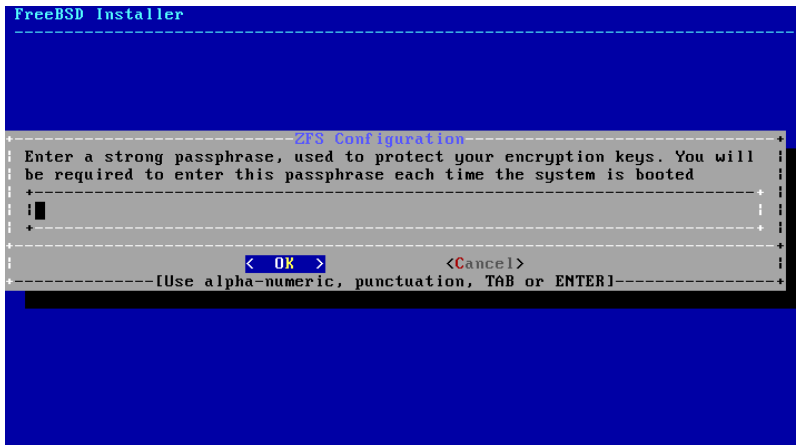 FreeBSD Installer
ZFS Configuration
Enter a strong passphrase, used to protect your encryption keys. You will
be required to enter this passphrase each time the system is booted
< OK > <Cancel>
[Use alpha-numeric, punctuation, TAB or ENTER]